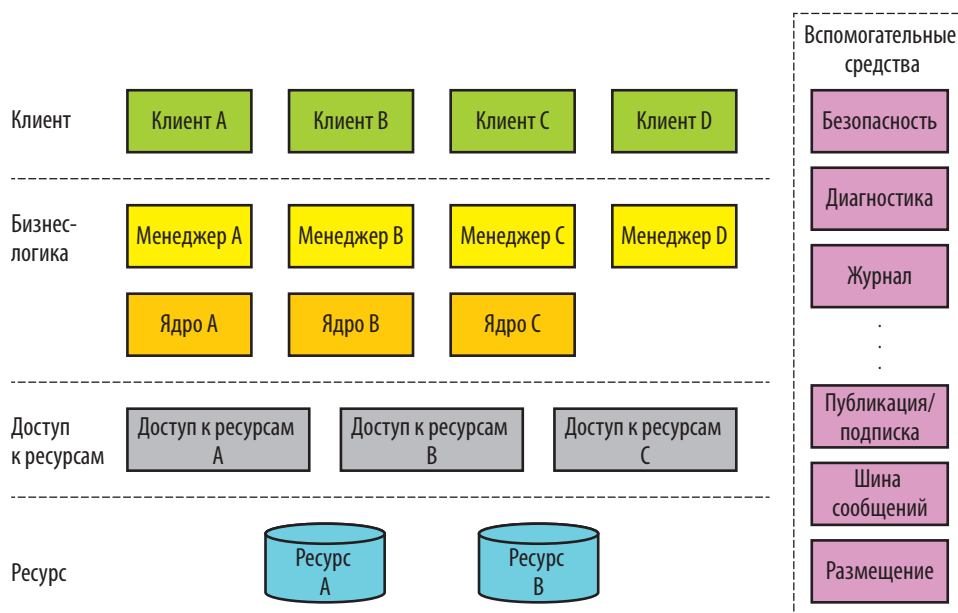 Вспомогательные
средства
Клиент
Клиент A
Клиент B
Клиент C
Клиент D
Безопасность
Диагностика
Бизнес-
логика
Менеджер A
Менеджер B
Менеджер C
Менеджер D
Журнал
Ядро A
Ядро B
Ядро C
.
.
.
Доступ
к ресурсам
Доступ к ресурсам
A
Доступ к ресурсам
B
Доступ к ресурсам
C
Публикация/
подписка
Шина
сообщений
Ресурс
Ресурс
A
Ресурс
B
Размещение